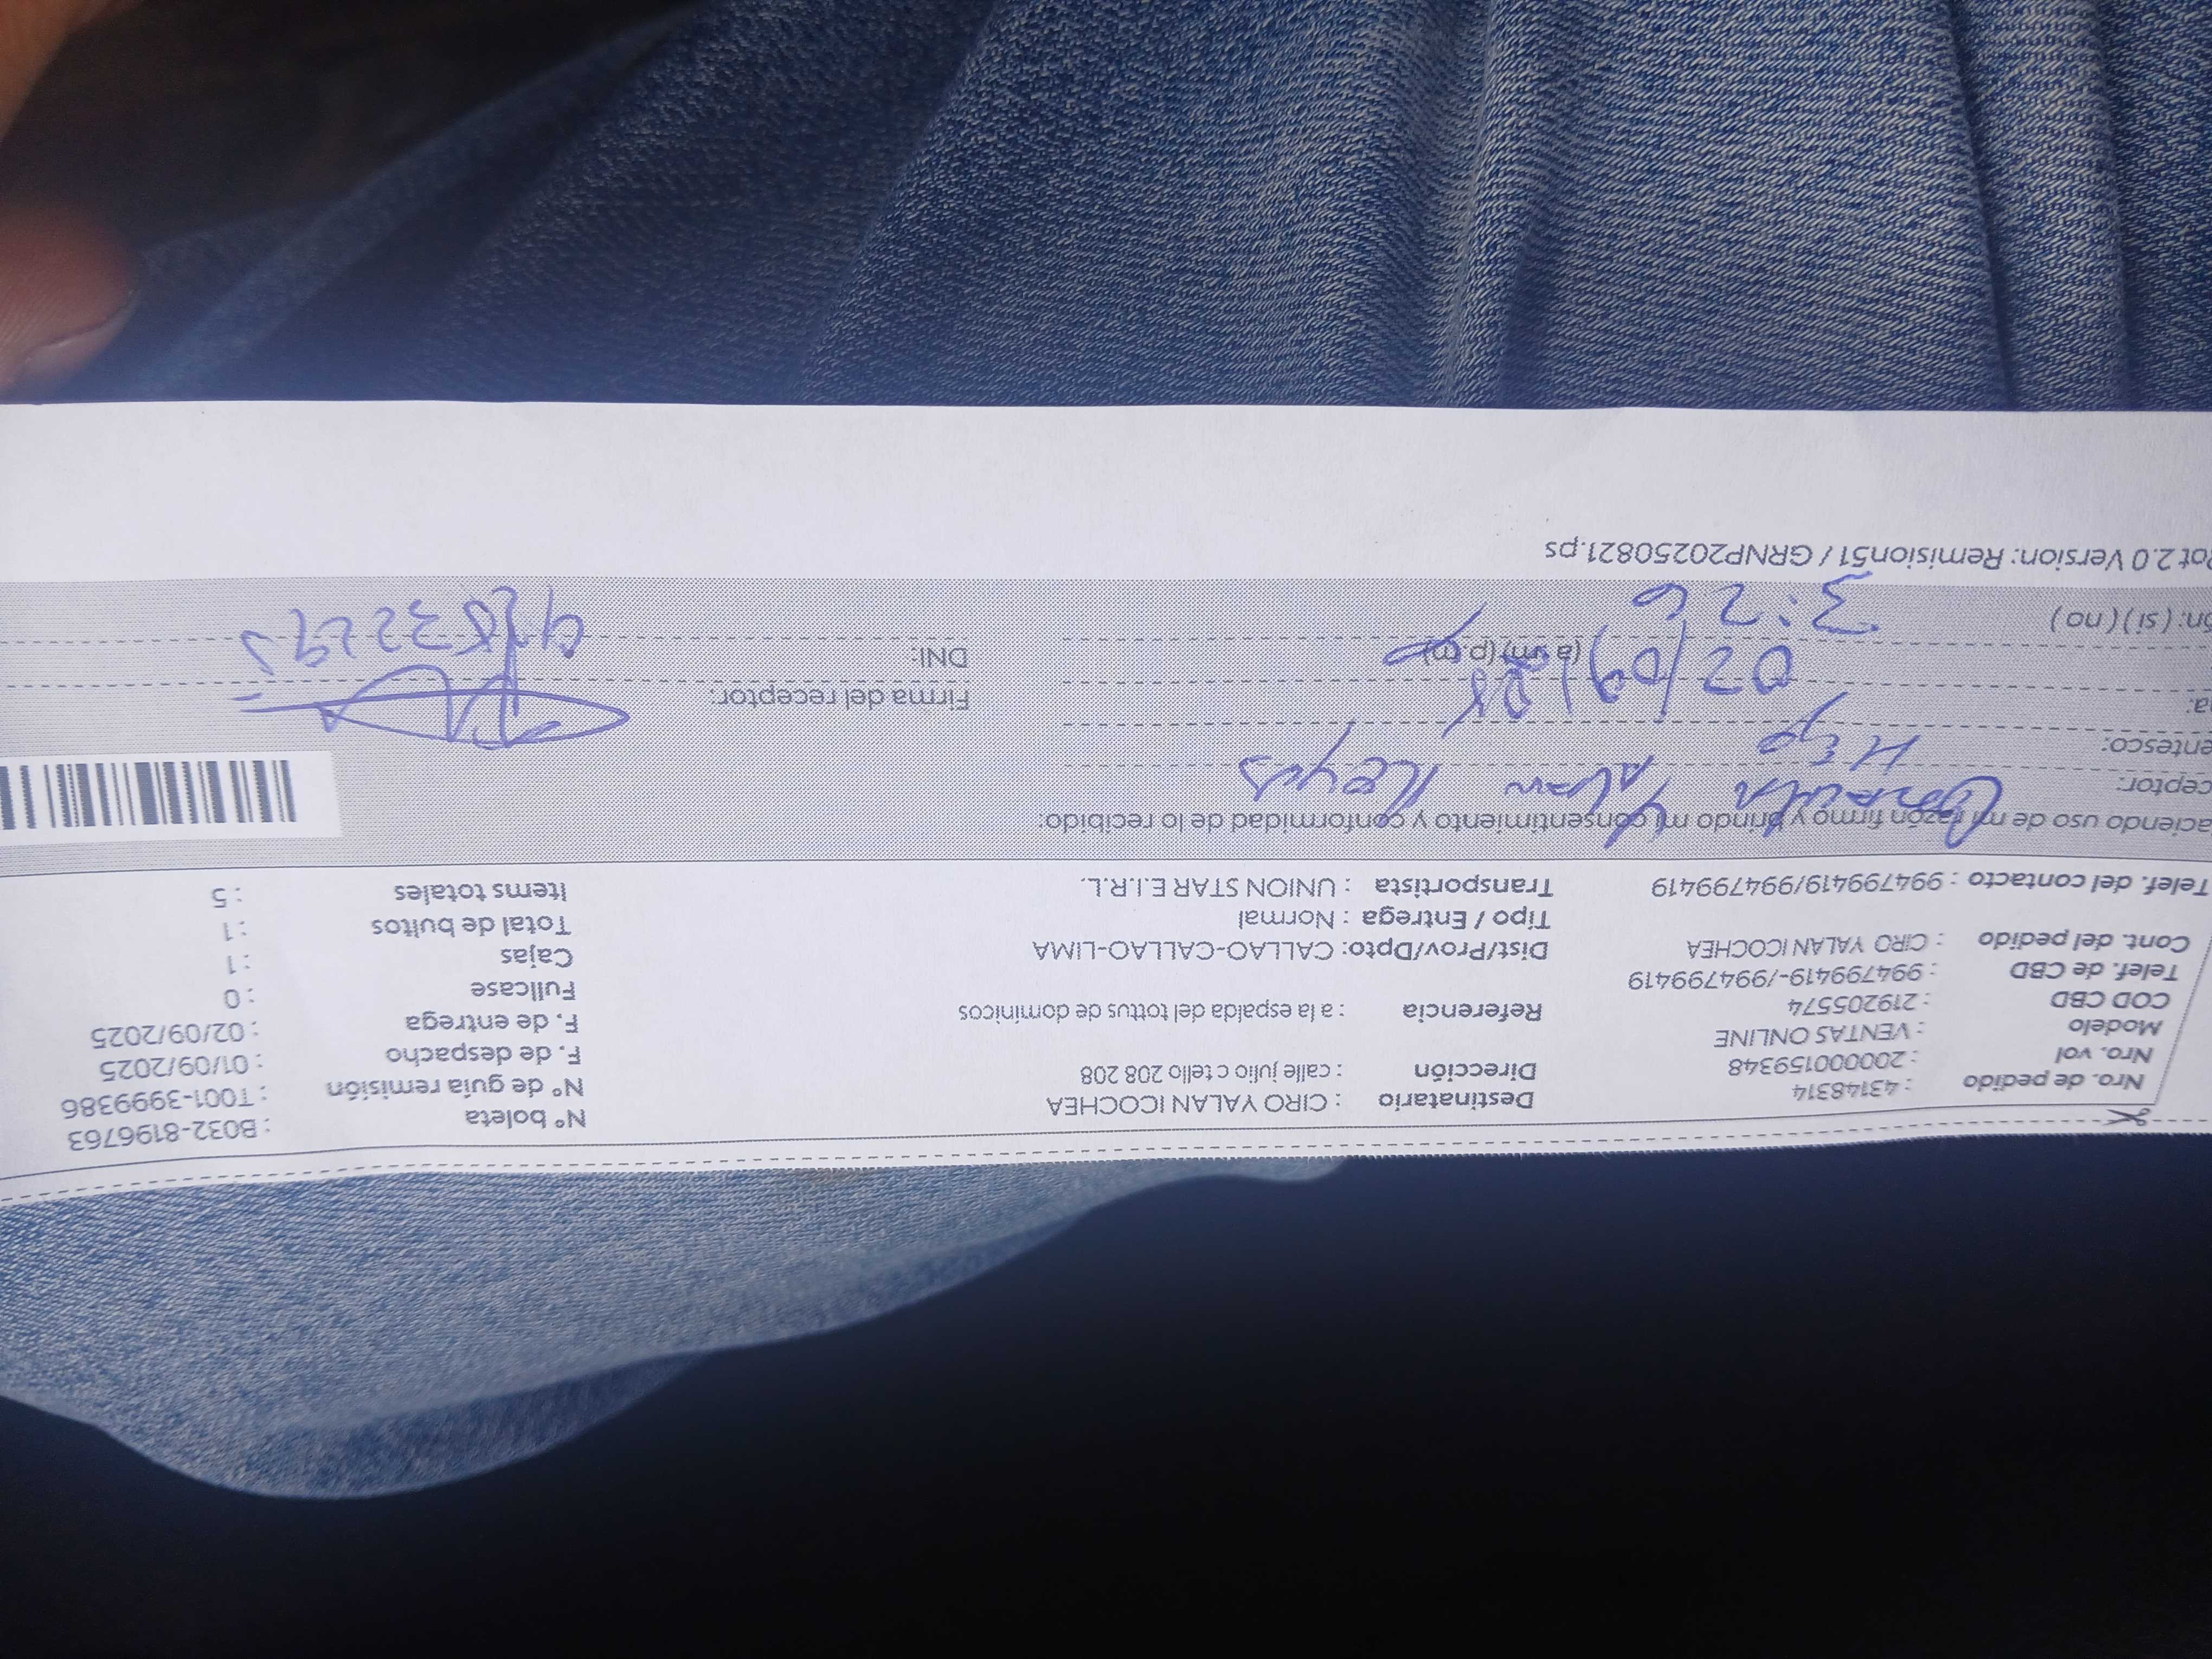 Nro. de pedido : 43148314
Nro. vol : 20000159348
Modelo : VENTAS ONLINE
COD CBD : 219205574
Telef. de CBD : 994799419-/994799419
Cont. del pedido : CIRO YALAN ICOCHEA
Telef. del contacto : 994799419/994799419
Destinatario : CIRO YALAN ICOCHEA
Dirección : calle julio c tello 208 208
Referencia : a la espalda del tottus de dominicos
Dist/Prov/Dpto: CALLAO-CALLAO-LIMA
Tipo / Entrega : Normal
Transportista : UNION STAR E.I.R.L.
N° boleta : B032-8196763
N° de guía remisión : T001-3999386
F. de despacho : 01/09/2025
F. de entrega : 02/09/2025
Fullcase : 0
Cajas : 1
Total de bultos : 1
Items totales : 5
aciendo uso de mi razón firmo y brindo mi consentimiento y conformidad de lo recibido:
ceptor: Yalan Reyes
entesco:
a: 02/09/25 (a.m) (p.m)
ón: (si) (no) 3:26
Firma del receptor:
DNI:
Pot 2.0 Version: Remision51 / GRNP20250821.ps